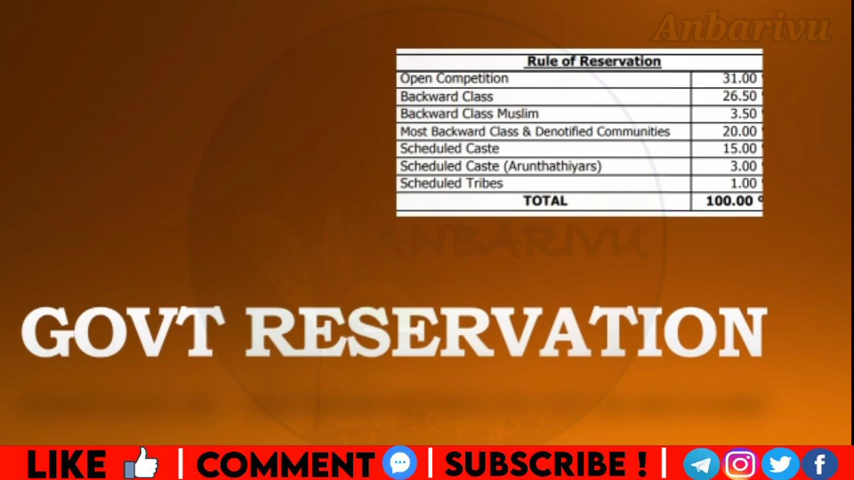 Anbarivu
Rule of Reservation
Open Competition 31.00
Backward Class 26.50
Backward Class Muslim 3.50
Most Backward Class & Denotified Communities 20.00
Scheduled Caste 15.00
Scheduled Caste (Arunthathiyars) 3.00
Scheduled Tribes 1.00
TOTAL 100.00
ANBARIVU
GOVT RESERVATION
LIKE | COMMENT | SUBSCRIBE ! |